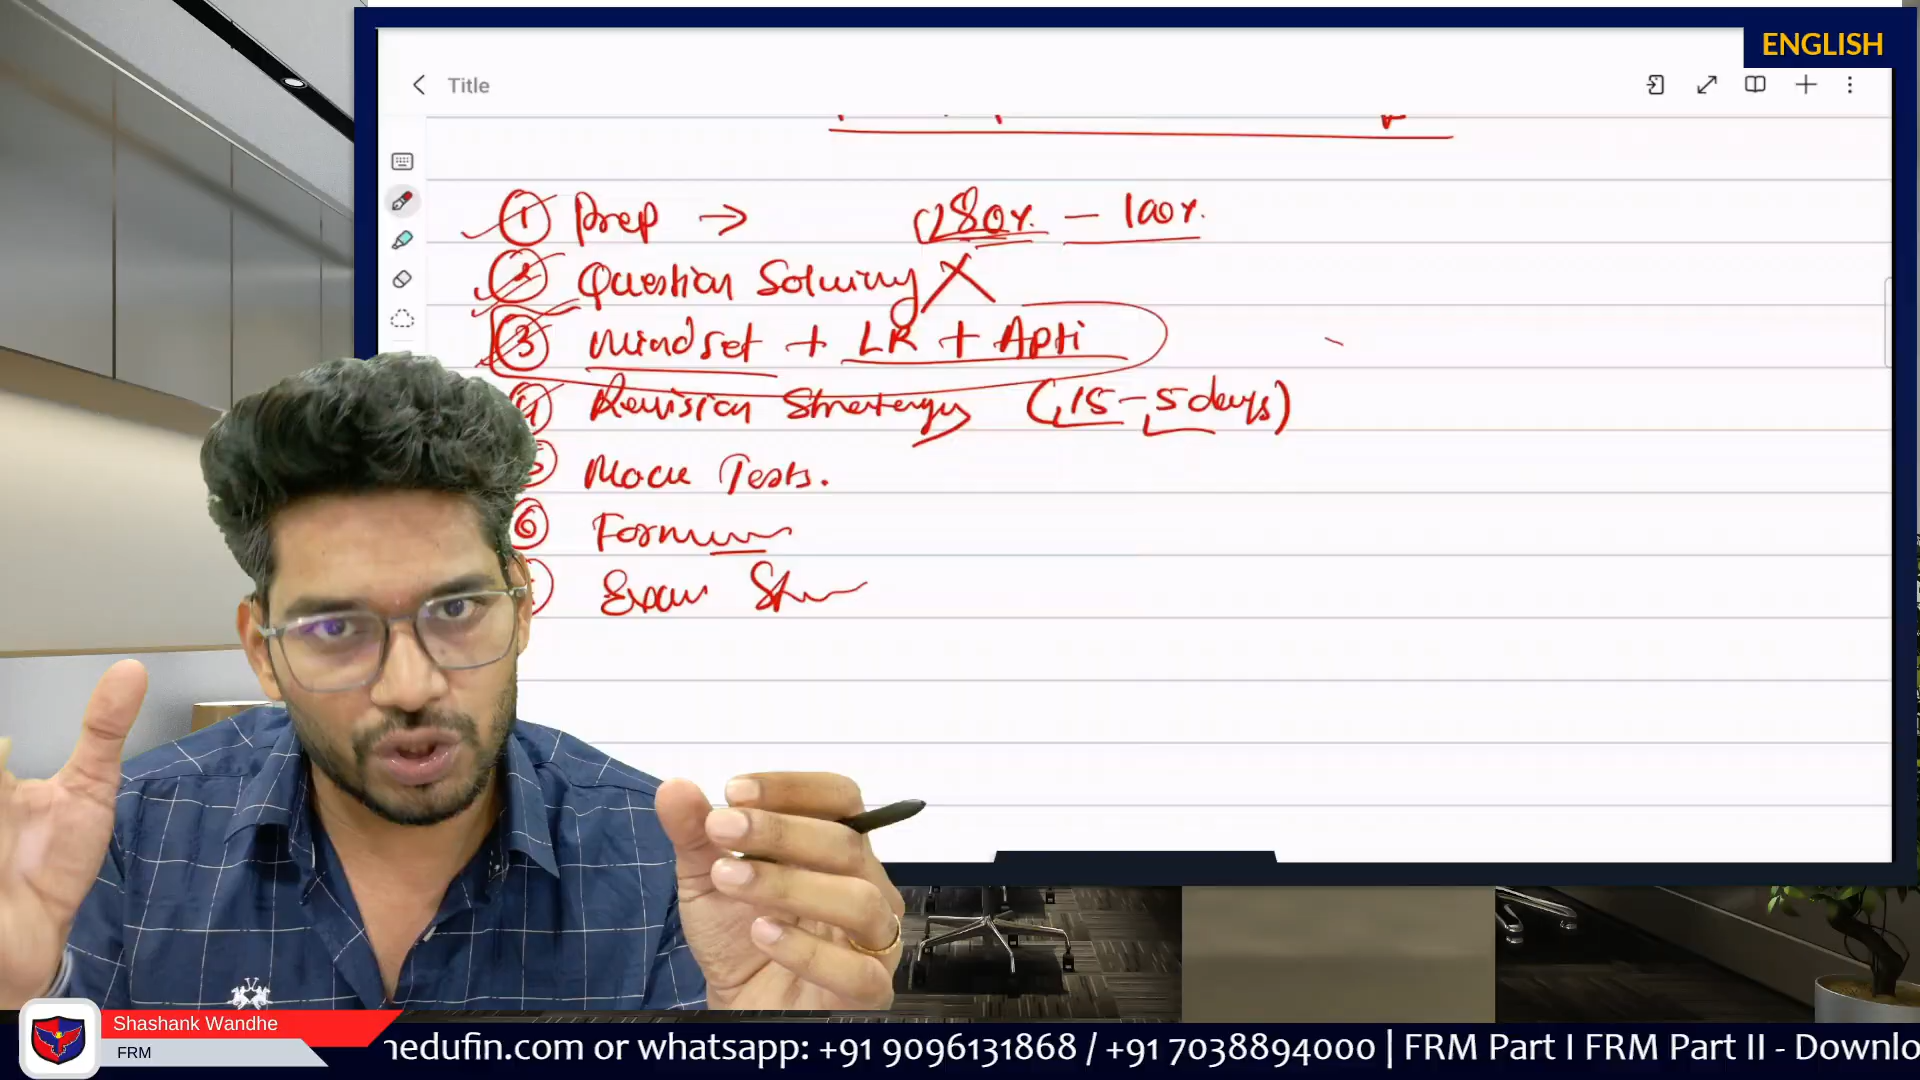 ENGLISH
Title
① Prep → 80% – 100%.
② Question Solving X
③ Mindset + LR + Apti
④ Revision Strategy (15 – 5 days)
Mock Tests.
⑥
Exam
Shashank Wandhe
FRM
nedufin.com or whatsapp: +91 9096131868 / +91 7038894000 | FRM Part I FRM Part II - Downlo